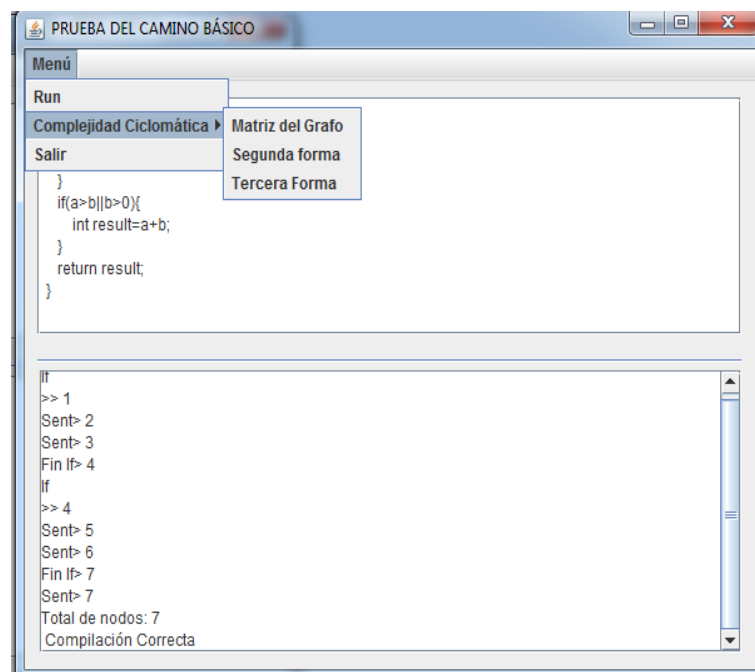 PRUEBA DEL CAMINO BÁSICO
Menú
Run
Complejidad Ciclomática
Salir
Matriz del Grafo
Segunda forma
Tercera Forma
}
if(a>b||b>0){
int result=a+b;
}
return result;
}
If
>> 1
Sent> 2
Sent> 3
Fin If> 4
If
>> 4
Sent> 5
Sent> 6
Fin If> 7
Sent> 7
Total de nodos: 7
Compilación Correcta